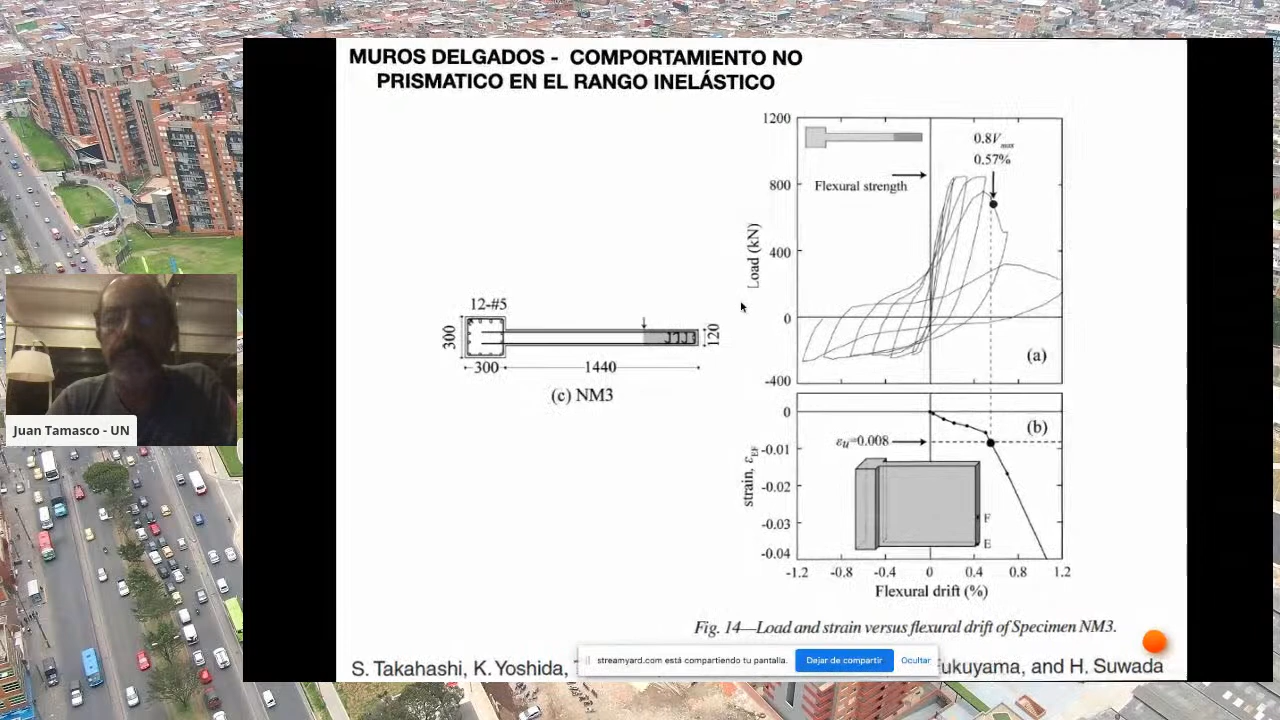 MUROS DELGADOS - COMPORTAMIENTO NO
PRISMATICO EN EL RANGO INELÁSTICO
12-#5
300
120
300
1440
(c) NM3
1200
800
400
0
-400
Load (kN)
0.8Vmax
0.57%
Flexural strength
(a)
0
-0.01
-0.02
-0.03
-0.04
strain, εEF
εu=0.008
(b)
F
E
-1.2 -0.8 -0.4 0 0.4 0.8 1.2
Flexural drift (%)
Fig. 14—Load and strain versus flexural drift of Specimen NM3.
S. Takahashi, K. Yoshida,
ukuyama, and H. Suwada
streamyard.com está compartiendo tu pantalla.
Dejar de compartir
Ocultar
Juan Tamasco - UN